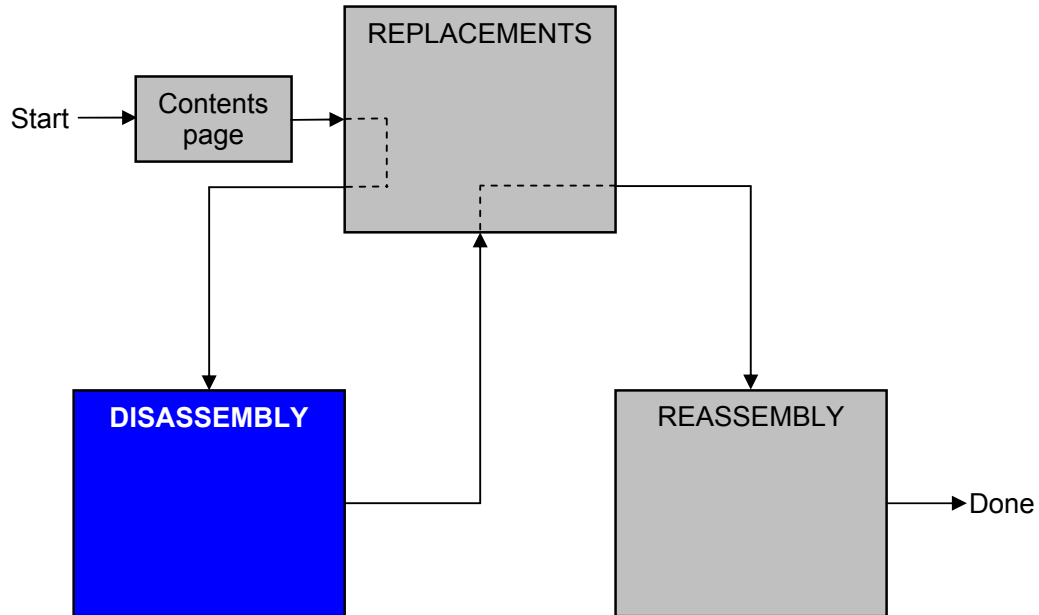 REPLACEMENTS
Start
Contents
page
DISASSEMBLY
REASSEMBLY
Done